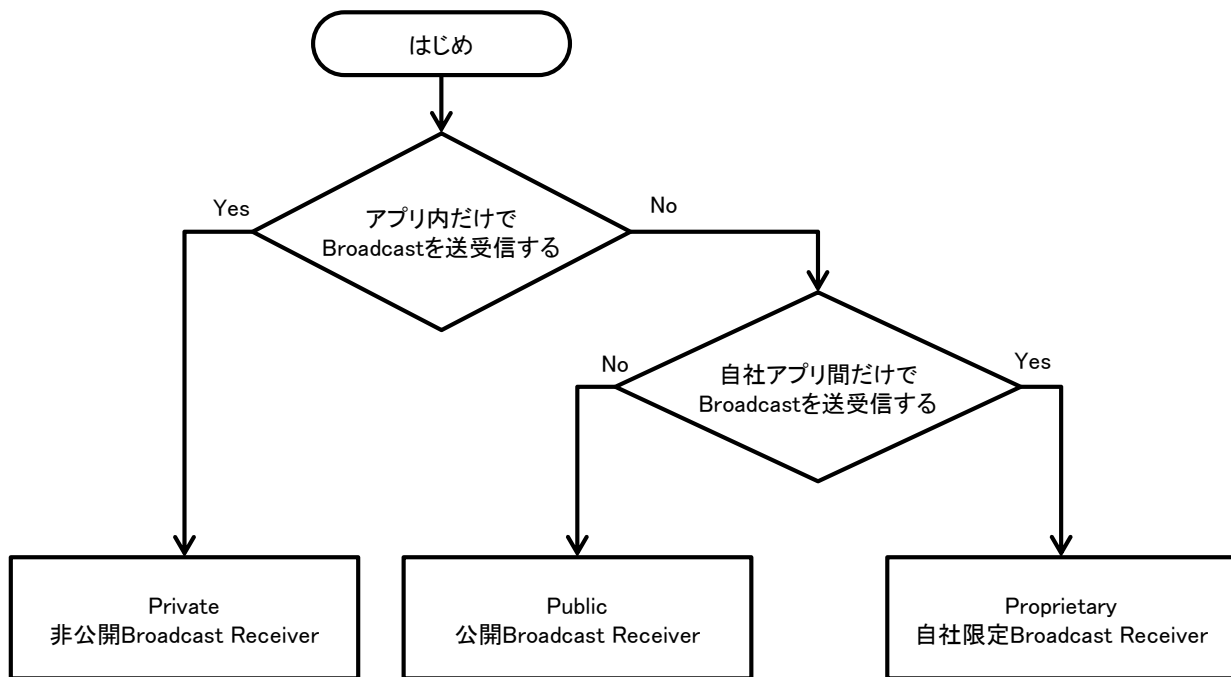 はじめ
Yes
アプリ内だけで
Broadcastを送受信する
No
No
自社アプリ間だけで
Broadcastを送受信する
Yes
Private
非公開Broadcast Receiver
Public
公開Broadcast Receiver
Proprietary
自社限定Broadcast Receiver